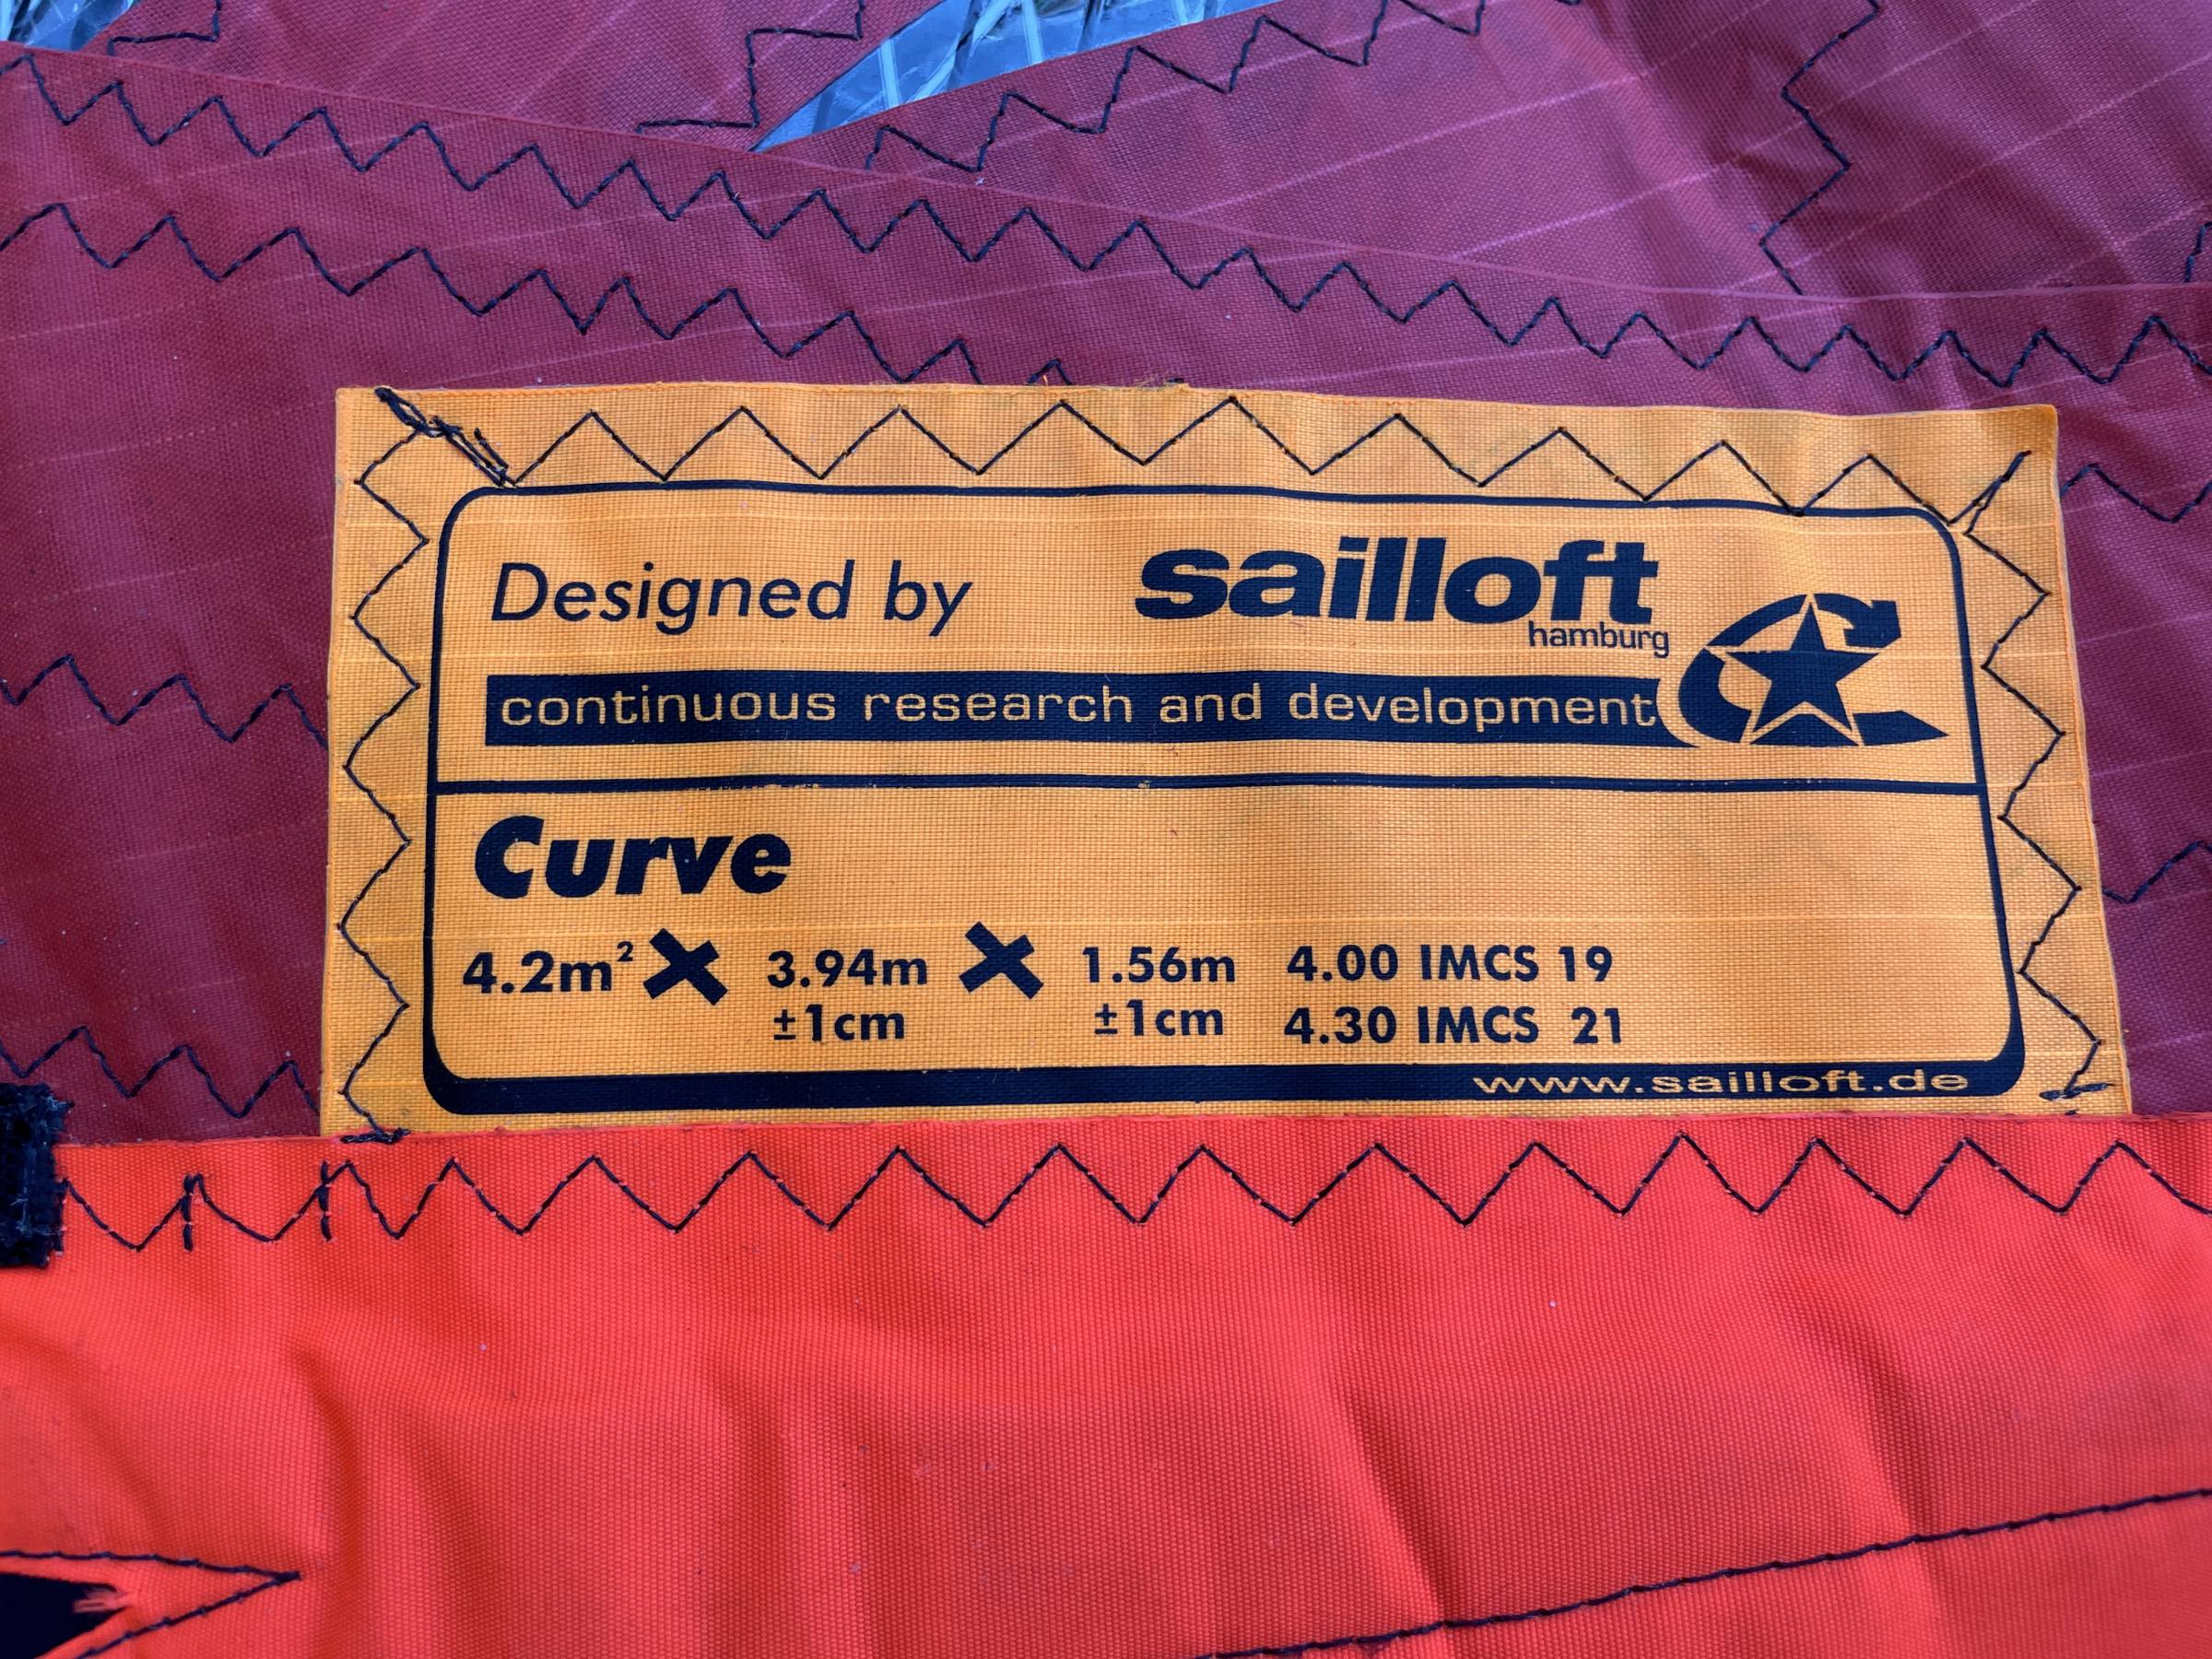 Designed by sailloft
hamburg
continuous research and development
Curve
4.2m² X 3.94m X 1.56m 4.00 IMCS 19
±1cm ±1cm 4.30 IMCS 21
www.sailloft.de